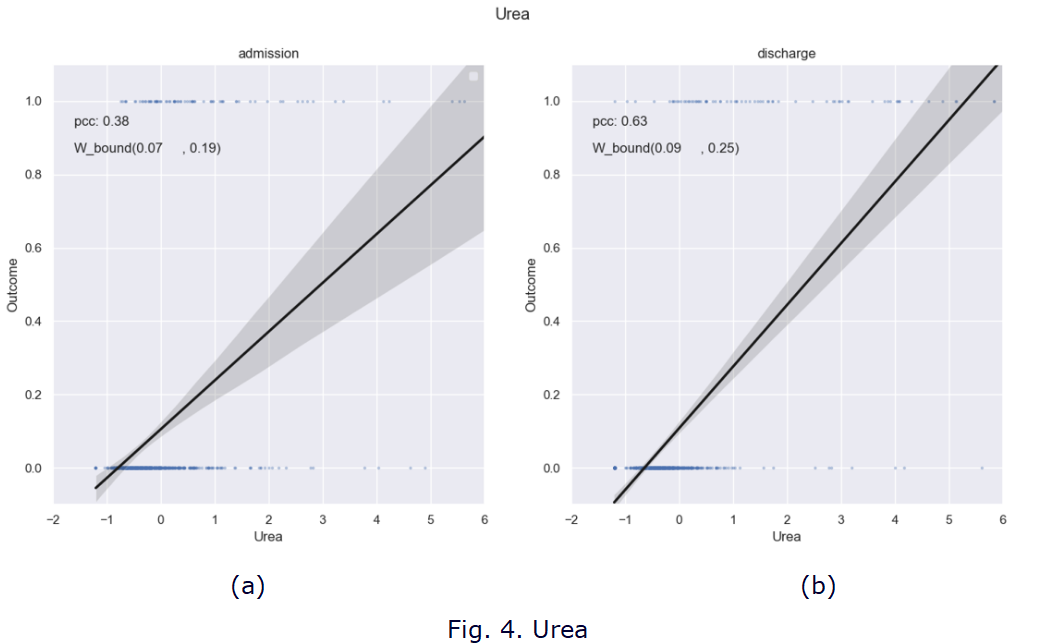 Urea
admission
discharge
1.0
0.8
0.6
0.4
0.2
0.0
Outcome
pcc: 0.38
W_bound(0.07 , 0.19)
−2 −1 0 1 2 3 4 5 6
Urea
1.0
0.8
0.6
0.4
0.2
0.0
Outcome
pcc: 0.63
W_bound(0.09 , 0.25)
−2 −1 0 1 2 3 4 5 6
Urea
(a)
(b)
Fig. 4. Urea